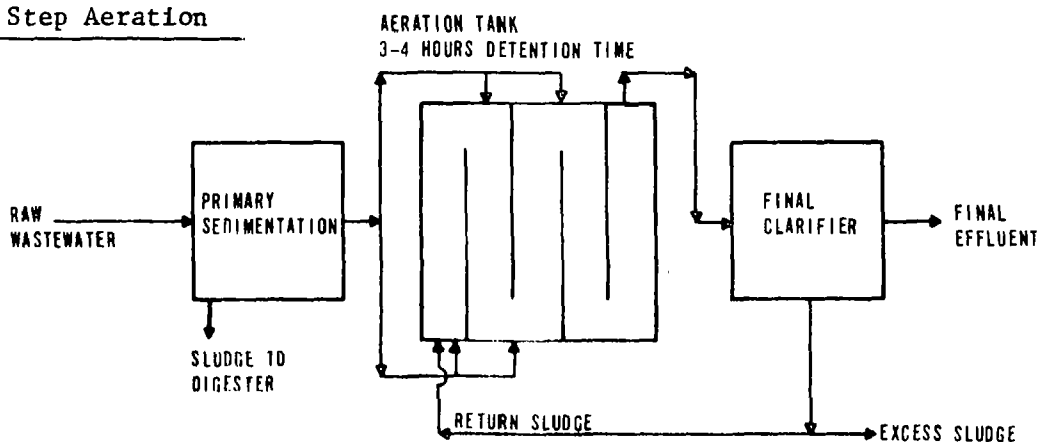 Step Aeration
AERATION TANK
3-4 HOURS DETENTION TIME
PRIMARY
SEDIMENTATION
RAW
WASTEWATER
FINAL
CLARIFIER
FINAL
EFFLUENT
SLUDGE TO
DIGESTER
RETURN SLUDGE
EXCESS SLUDGE